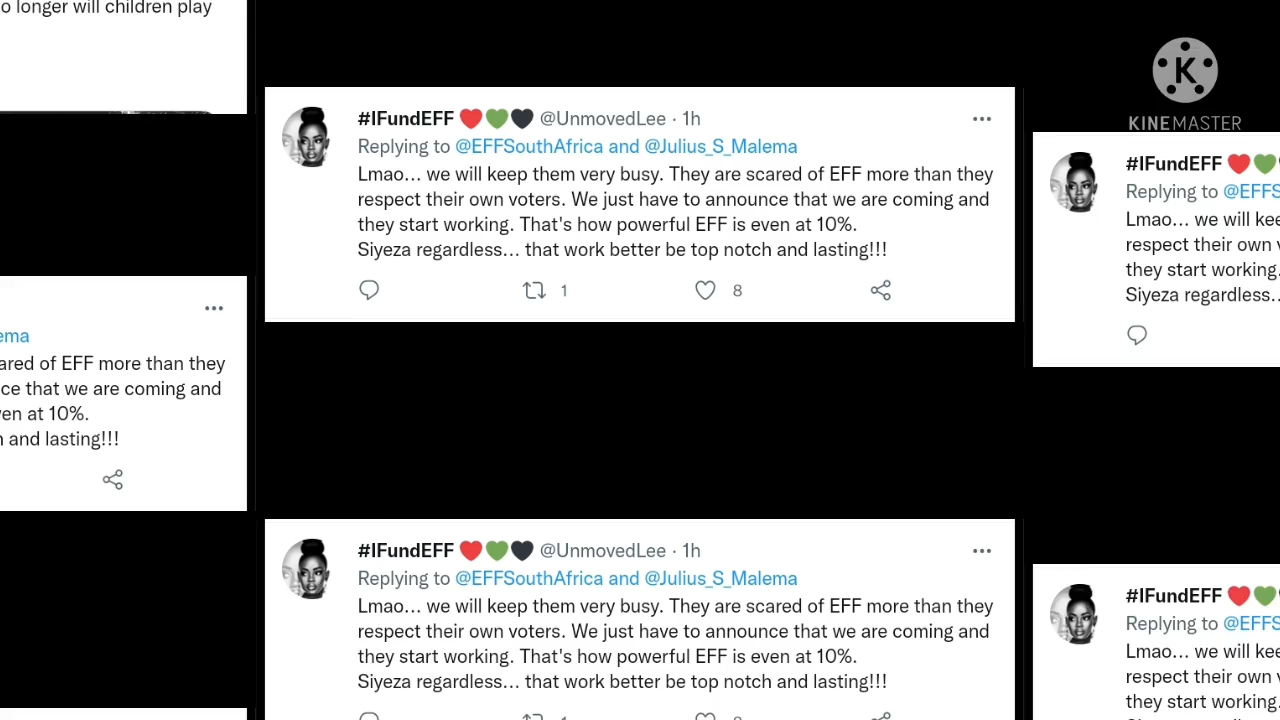 o longer will children play
KINEMASTER
#IFundEFF ❤️💚🖤 @UnmovedLee · 1h
Replying to @EFFSouthAfrica and @Julius_S_Malema
Lmao... we will keep them very busy. They are scared of EFF more than they
respect their own voters. We just have to announce that we are coming and
they start working. That's how powerful EFF is even at 10%.
Siyeza regardless... that work better be top notch and lasting!!!
1 8
#IFundEFF ❤️💚
Replying to @EFFS
Lmao... we will kee
respect their own v
they start working.
Siyeza regardless..
ema
ared of EFF more than they
ce that we are coming and
en at 10%.
and lasting!!!
#IFundEFF ❤️💚🖤 @UnmovedLee · 1h
Replying to @EFFSouthAfrica and @Julius_S_Malema
Lmao... we will keep them very busy. They are scared of EFF more than they
respect their own voters. We just have to announce that we are coming and
they start working. That's how powerful EFF is even at 10%.
Siyeza regardless... that work better be top notch and lasting!!!
#IFundEFF ❤️💚
Replying to @EFFS
Lmao... we will kee
respect their own v
they start working.